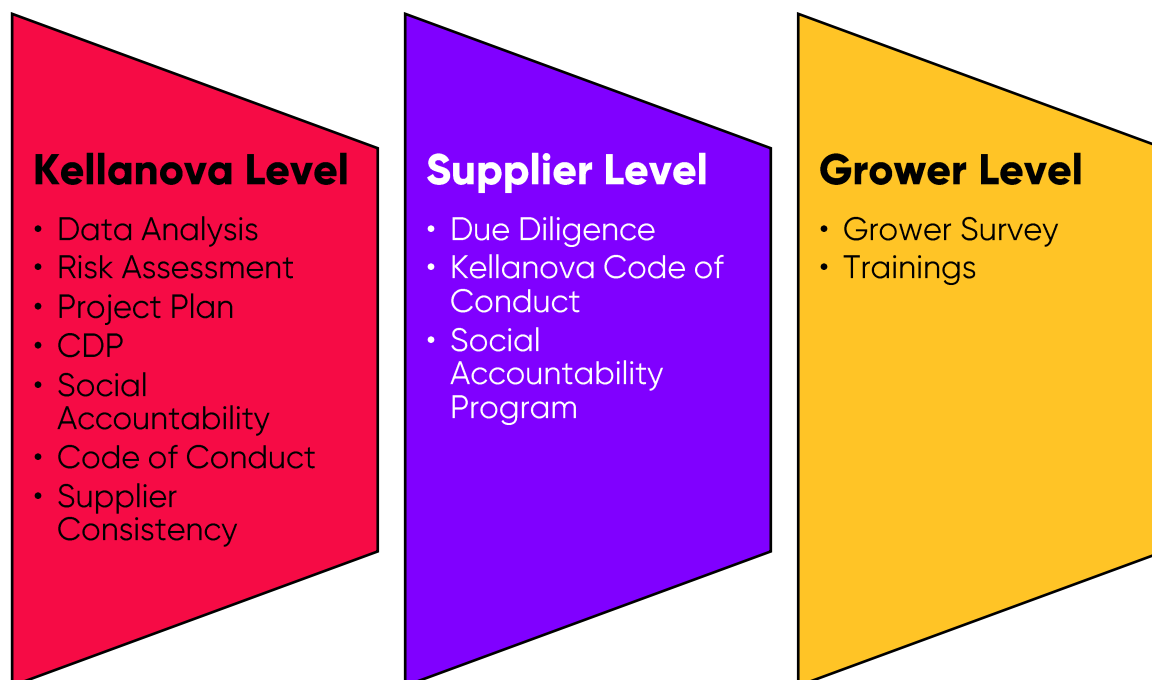 Kellanova Level
• Data Analysis
• Risk Assessment
• Project Plan
• CDP
• Social
Accountability
• Code of Conduct
• Supplier
Consistency
Supplier Level
• Due Diligence
• Kellanova Code of
Conduct
• Social
Accountability
Program
Grower Level
• Grower Survey
• Trainings